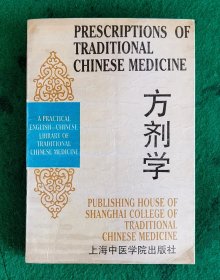 PRESCRIPTIONS OF
TRADITIONAL
CHINESE MEDICINE
A PRACTICAL
ENGLISH-CHINESE
LIBRARY OF
TRADITIONAL
CHINESE MEDICINE
方剂学
PUBLISHING HOUSE OF
SHANGHAI COLLEGE OF
TRADITIONAL
CHINESE MEDICINE
上海中医学院出版社